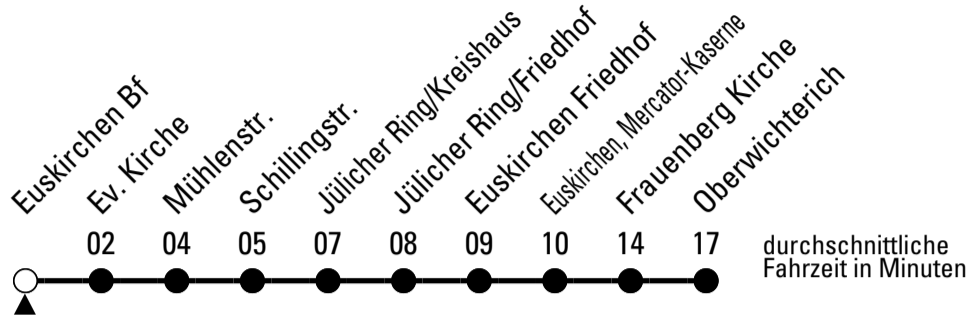 Euskirchen Bf
Ev. Kirche
Mühlenstr.
Schillingstr.
Jülicher Ring/Kreishaus
Jülicher Ring/Friedhof
Euskirchen Friedhof
Euskirchen, Mercator-Kaserne
Frauenberg Kirche
Oberwichterich
02 04 05 07 08 09 10 14 17
durchschnittliche
Fahrzeit in Minuten